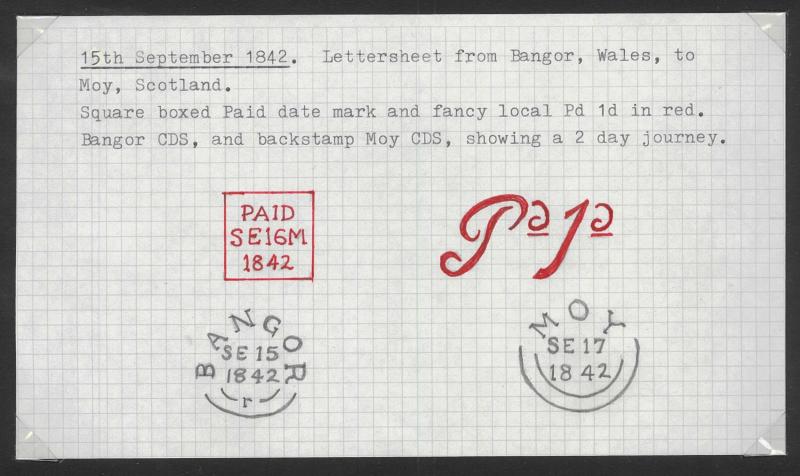 15th September 1842. Lettersheet from Bangor, Wales, to
Moy, Scotland.
Square boxed Paid date mark and fancy local Pd 1d in red.
Bangor CDS, and backstamp Moy CDS, showing a 2 day journey.
PAID
SE16M
1842
Pd 1d
BANGOR
SE 15
1842
r
MOY
SE 17
18 42